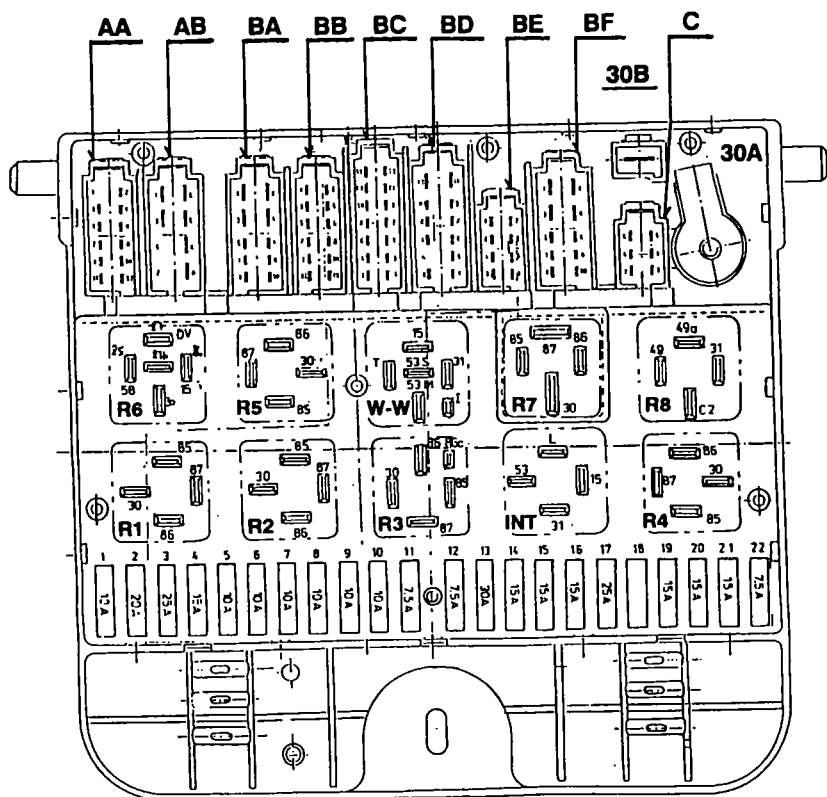 AA AB BA BB BC BD BE BF C
30B
30A
DV 86 15 87 49a
87 30 T 53 S 31 85 86 49 31
58 15 53 M I
R6 R5 85 W-W R7 30 R8 C2
85 85 86 L 86
30 87 30 87 30 85 53 15 87 30
R1 86 R2 86 R3 87 INT 31 R4 85
1 2 3 4 5 6 7 8 9 10 11 12 13 14 15 16 17 18 19 20 21 22
10A 20A 25A 15A 10A 10A 10A 10A 10A 10A 7.5A 7.5A 30A 15A 15A 15A 25A 15A 15A 15A 7.5A